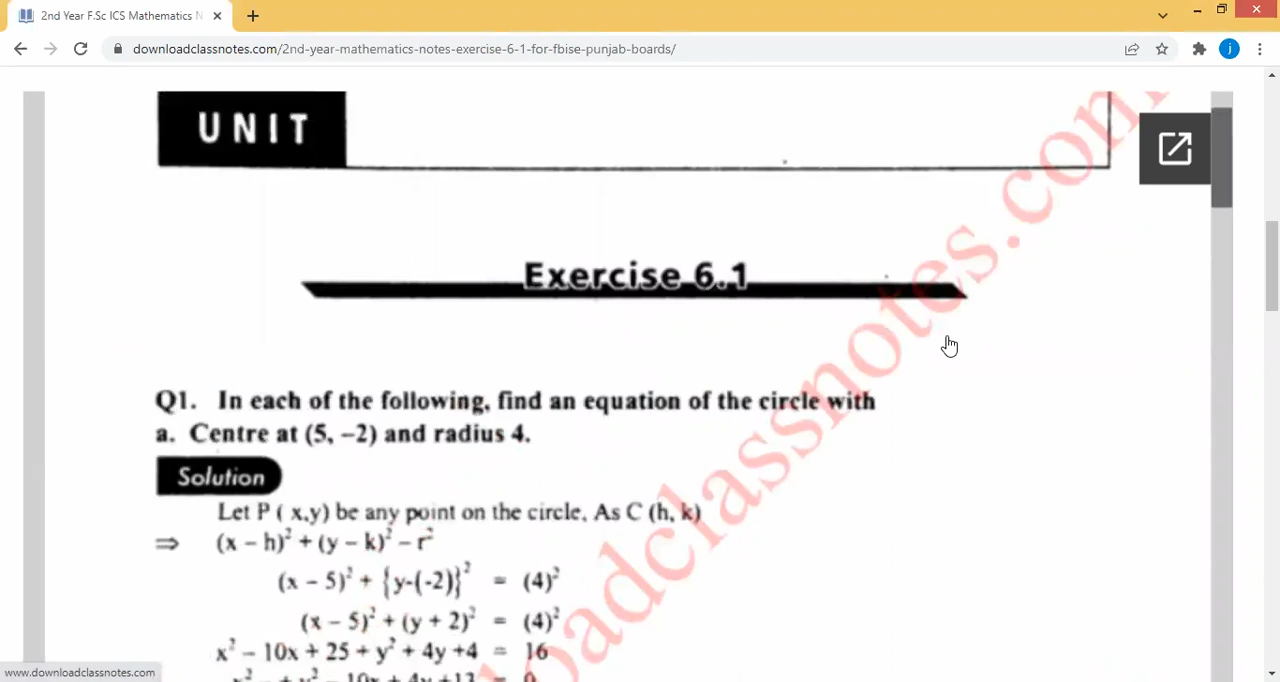 2nd Year F.Sc ICS Mathematics N
downloadclassnotes.com/2nd-year-mathematics-notes-exercise-6-1-for-fbise-punjab-boards/
j
UNIT
Exercise 6.1
Q1. In each of the following, find an equation of the circle with
a. Centre at (5, −2) and radius 4.
Solution
Let P ( x,y) be any point on the circle, As C (h, k)
⇒ (x – h)² + (y – k)² – r²
(x – 5)² + {y-(-2)}² = (4)²
(x – 5)² + (y + 2)² = (4)²
x² – 10x + 25 + y² + 4y +4 = 16
loadclassnotes.com
www.downloadclassnotes.com